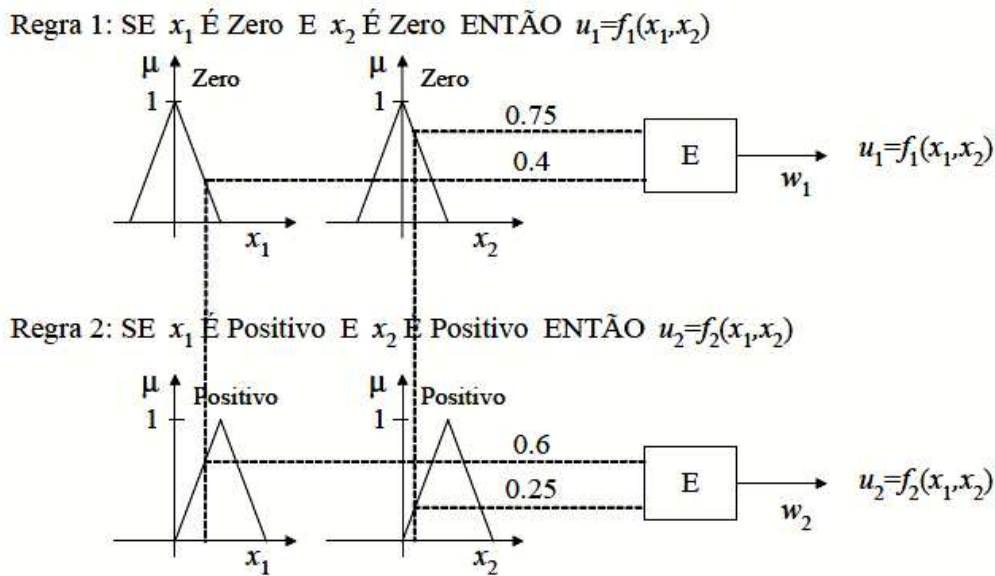 Regra 1: SE x₁ É Zero E x₂ É Zero ENTÃO u₁=f₁(x₁,x₂)
μ Zero μ Zero
1 1 0.75
0.4 E u₁=f₁(x₁,x₂)
w₁
x₁ x₂
Regra 2: SE x₁ É Positivo E x₂ É Positivo ENTÃO u₂=f₂(x₁,x₂)
μ Positivo μ Positivo
1 1 0.6
0.25 E u₂=f₂(x₁,x₂)
w₂
x₁ x₂